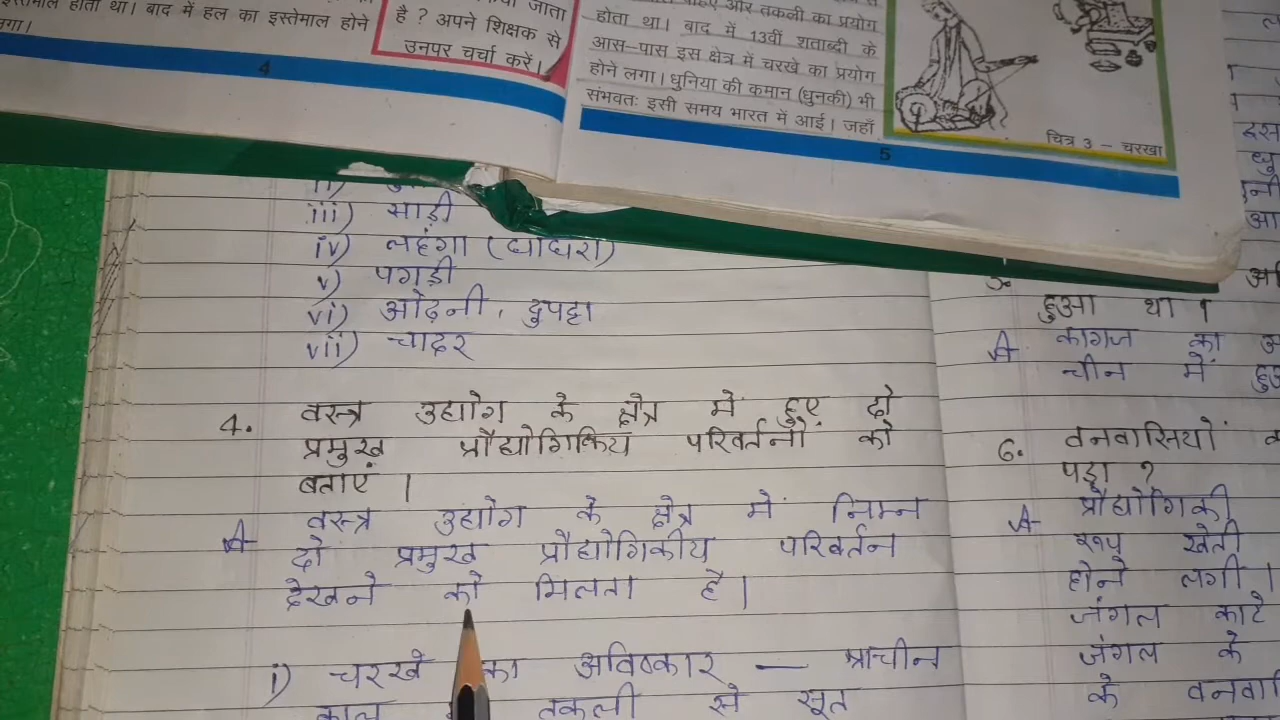 इस्तेमाल होता था। बाद में हल का इस्तेमाल होने
लगा।
जाता
है ? अपने शिक्षक से
उनपर चर्चा करें।
4
और तकली का प्रयोग
होता था। बाद में 13वीं शताब्दी के
आस-पास इस क्षेत्र में चरखे का प्रयोग
होने लगा। धुनिया की कमान (धुनकी) भी
संभवतः इसी समय भारत में आई। जहाँ
चित्र 3 – चरखा
5
iii) साड़ी
iv) लहंगा (घाघरा)
v) पगड़ी
vi) ओढ़नी, दुपट्टा
vii) चादर
4. वस्त्र उद्योग के क्षेत्र में हुए दो
प्रमुख प्रौद्योगिकिय परिवर्तनों को
बताएं ।
A वस्त्र उद्योग के क्षेत्र में निम्न
दो प्रमुख प्रौद्योगिकीय परिवर्तन
देखने को मिलता है।
i) चरखे का अविष्कार — प्राचीन
काल तकली से सूत
हुआ था ।
A कागज का
चीन में
6. वनवासियों
पड़ा ?
A प्रौद्योगिकी
खेती
होने लगी।
जंगल काटे
जंगल के
के